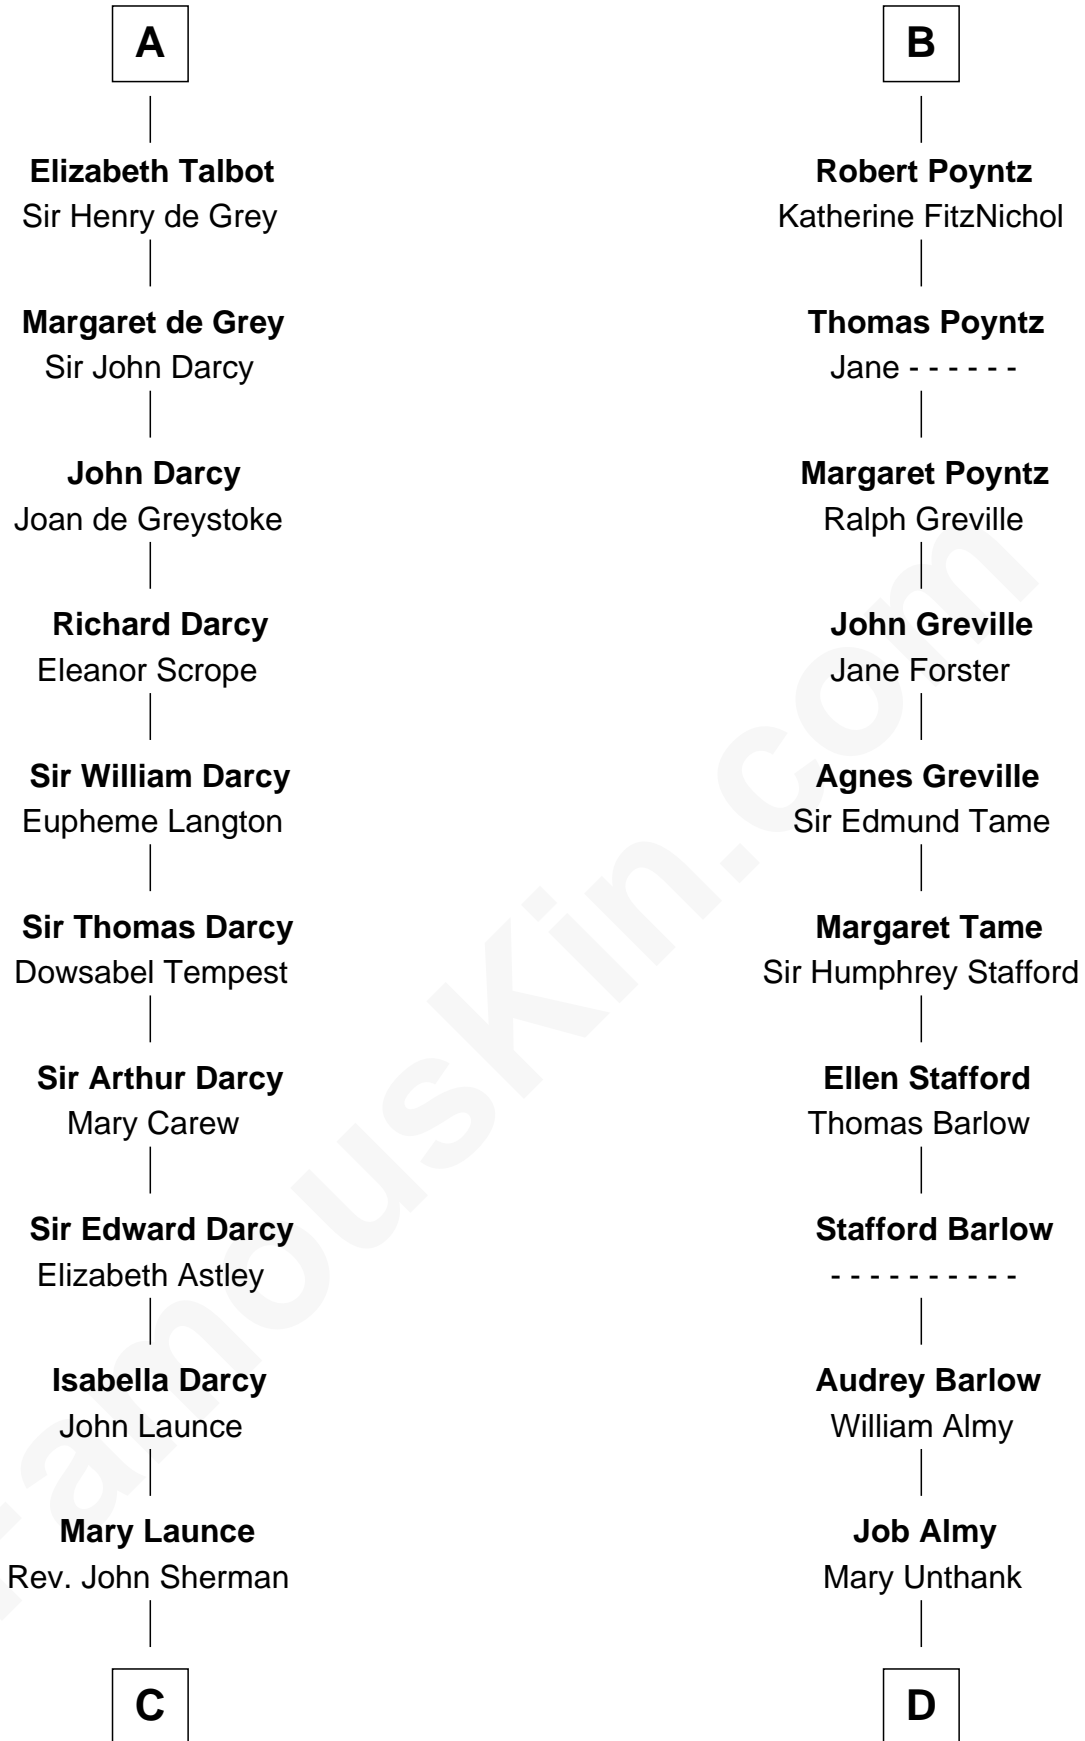 A
Elizabeth Talbot
Sir Henry de Grey
Margaret de Grey
Sir John Darcy
John Darcy
Joan de Greystoke
Richard Darcy
Eleanor Scrope
Sir William Darcy
Eupheme Langton
Sir Thomas Darcy
Dowsabel Tempest
Sir Arthur Darcy
Mary Carew
Sir Edward Darcy
Elizabeth Astley
Isabella Darcy
John Launce
Mary Launce
Rev. John Sherman
C
B
Robert Poyntz
Katherine FitzNichol
Thomas Poyntz
Jane - - - - - -
Margaret Poyntz
Ralph Greville
John Greville
Jane Forster
Agnes Greville
Sir Edmund Tame
Margaret Tame
Sir Humphrey Stafford
Ellen Stafford
Thomas Barlow
Stafford Barlow
- - - - - - - - - -
Audrey Barlow
William Almy
Job Almy
Mary Unthank
D
FamousKin.com